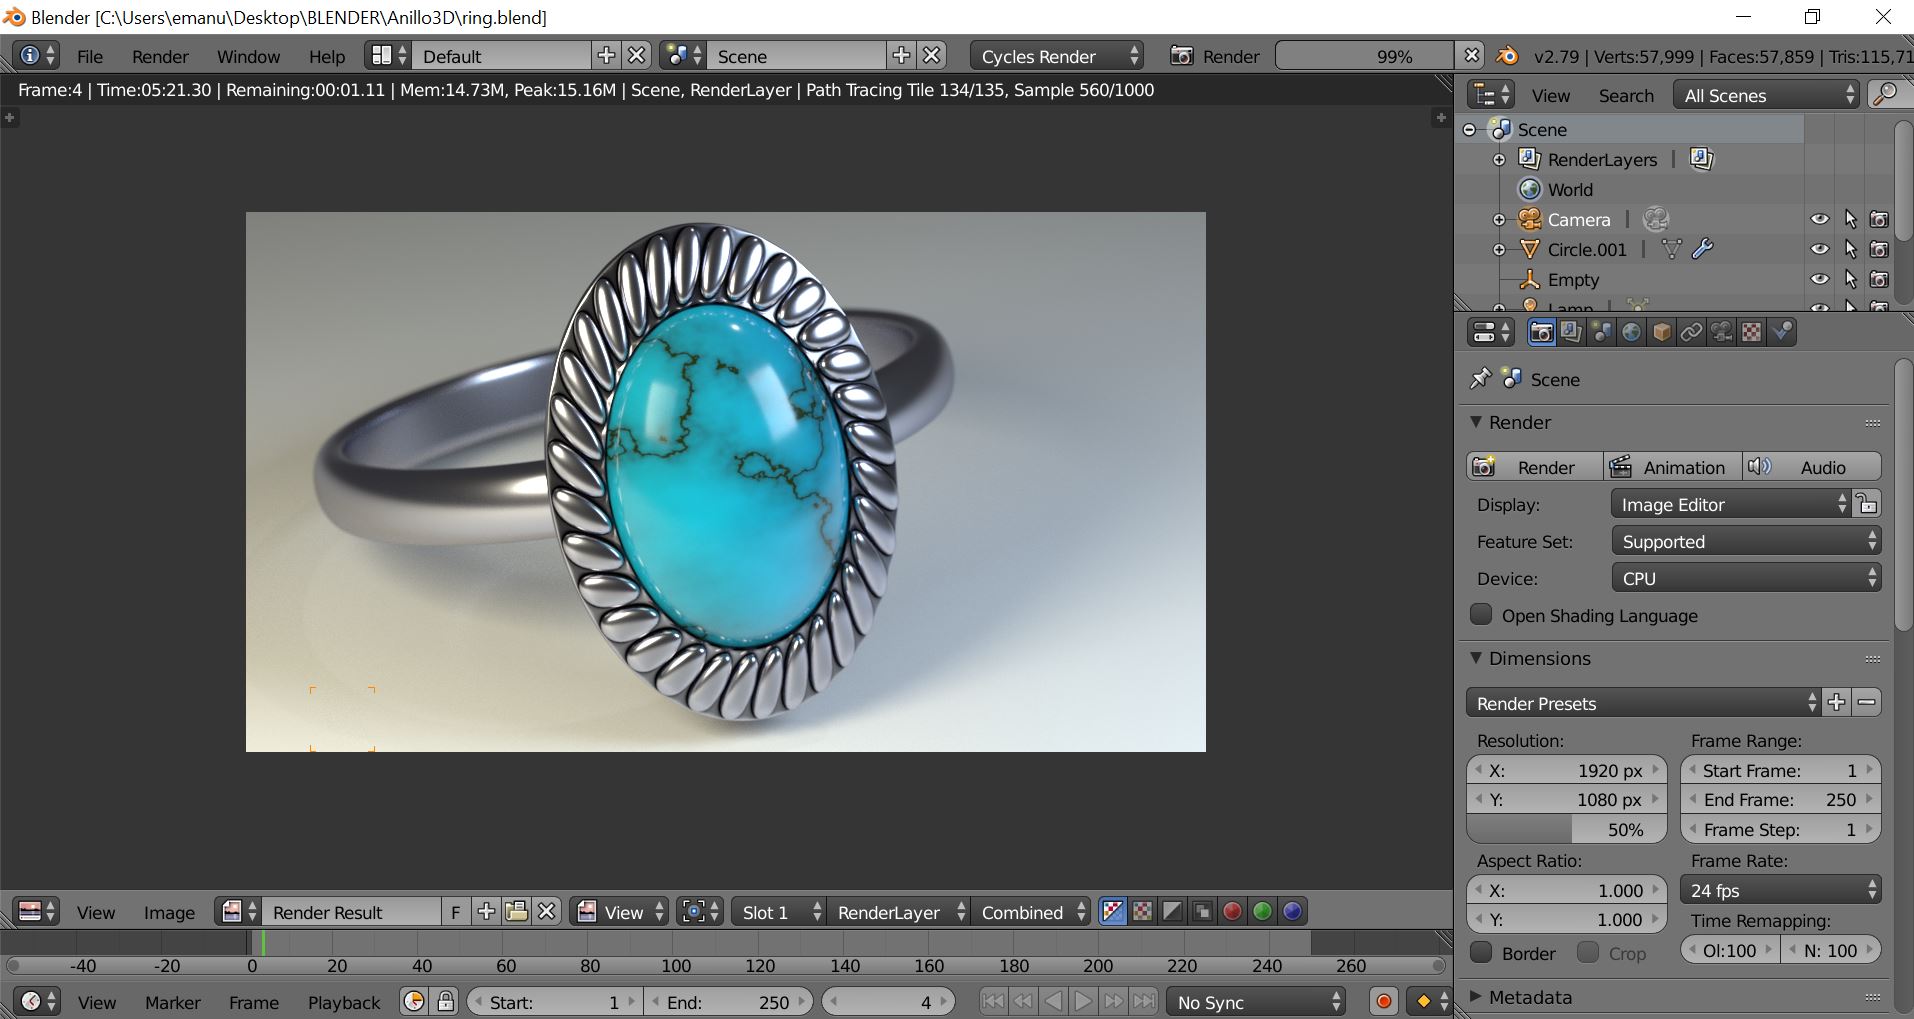 Blender [C:\Users\emanu\Desktop\BLENDER\Anillo3D\ring.blend]
File Render Window Help Default Scene Cycles Render Render 99% v2.79 | Verts:57,999 | Faces:57,859 | Tris:115,71
Frame:4 | Time:05:21.30 | Remaining:00:01.11 | Mem:14.73M, Peak:15.16M | Scene, RenderLayer | Path Tracing Tile 134/135, Sample 560/1000
View Search All Scenes
Scene
RenderLayers
World
Camera
Circle.001
Empty
Lamp
Scene
Render
Render Animation Audio
Display: Image Editor
Feature Set: Supported
Device: CPU
Open Shading Language
Dimensions
Render Presets
Resolution: Frame Range:
X: 1920 px Start Frame: 1
Y: 1080 px End Frame: 250
50% Frame Step: 1
Aspect Ratio: Frame Rate:
X: 1.000 24 fps
Y: 1.000 Time Remapping:
Border Crop Ol:100 N: 100
Metadata
View Image Render Result F View Slot 1 RenderLayer Combined
-40 -20 0 20 40 60 80 100 120 140 160 180 200 220 240 260
View Marker Frame Playback Start: 1 End: 250 4 No Sync